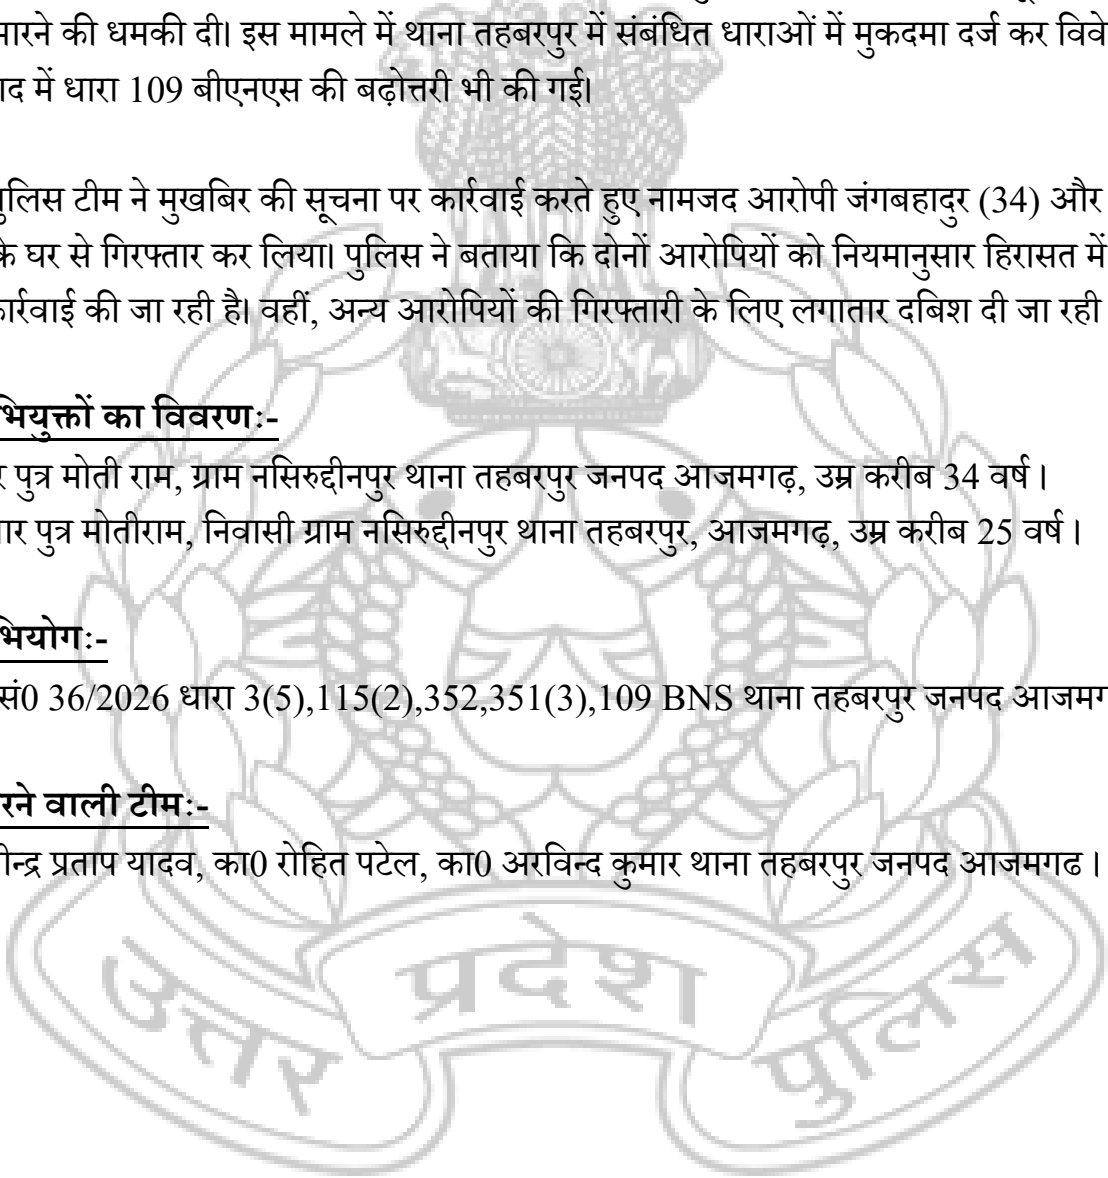 मारने की धमकी दी। इस मामले में थाना तहबरपुर में संबंधित धाराओं में मुकदमा दर्ज कर विवे
ाद में धारा 109 बीएनएस की बढ़ोत्तरी भी की गई।
पुलिस टीम ने मुखबिर की सूचना पर कार्रवाई करते हुए नामजद आरोपी जंगबहादुर (34) और
के घर से गिरफ्तार कर लिया। पुलिस ने बताया कि दोनों आरोपियों को नियमानुसार हिरासत में
कार्रवाई की जा रही है। वहीं, अन्य आरोपियों की गिरफ्तारी के लिए लगातार दबिश दी जा रही
भियुक्तों का विवरणः-
र पुत्र मोती राम, ग्राम नसिरुद्दीनपुर थाना तहबरपुर जनपद आजमगढ़, उम्र करीब 34 वर्ष।
मार पुत्र मोतीराम, निवासी ग्राम नसिरुद्दीनपुर थाना तहबरपुर, आजमगढ़, उम्र करीब 25 वर्ष।
भियोगः-
सं0 36/2026 धारा 3(5),115(2),352,351(3),109 BNS थाना तहबरपुर जनपद आजमग
रने वाली टीमः-
ीन्द्र प्रताप यादव, का0 रोहित पटेल, का0 अरविन्द कुमार थाना तहबरपुर जनपद आजमगढ।
उत्तर प्रदेश पुलिस